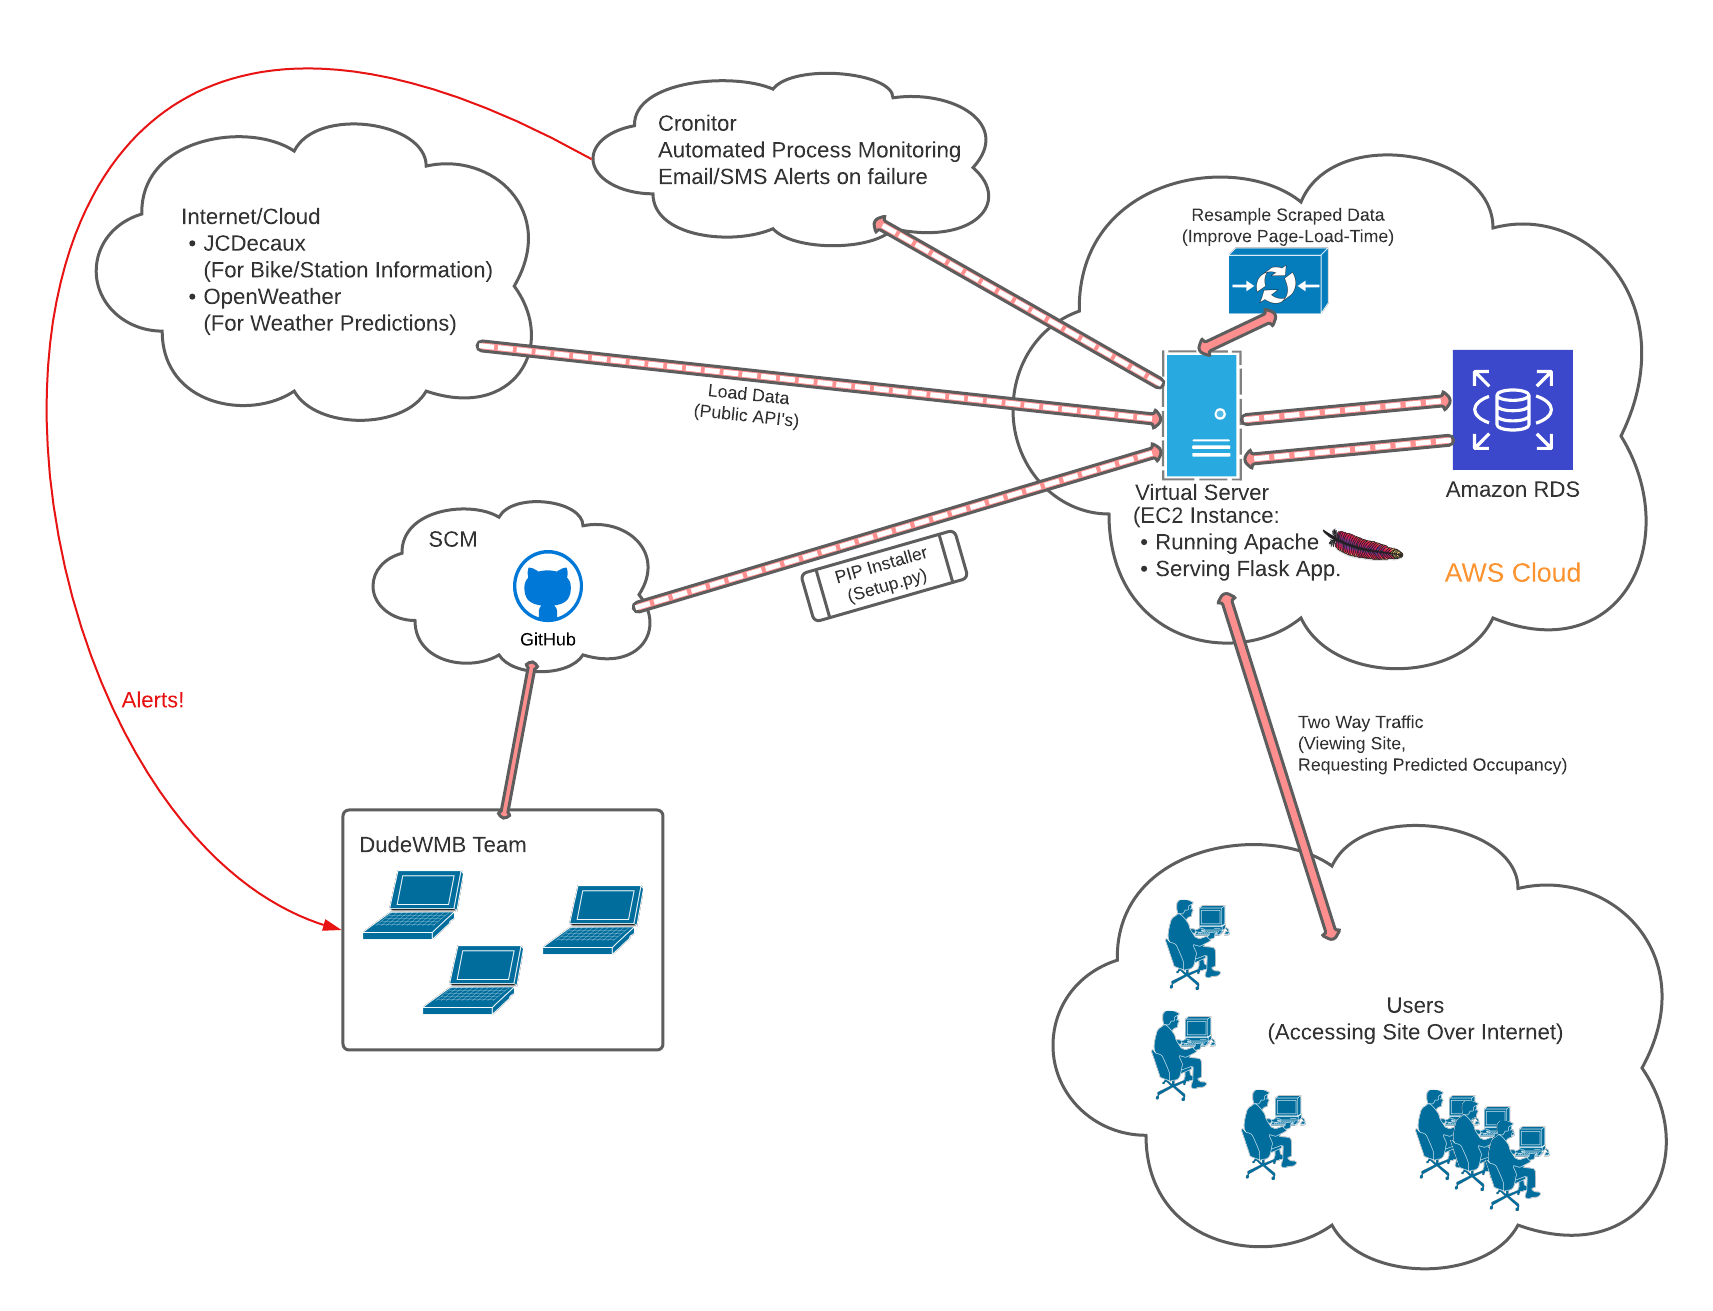 Cronitor
Automated Process Monitoring
Email/SMS Alerts on failure
Internet/Cloud
• JCDecaux
(For Bike/Station Information)
• OpenWeather
(For Weather Predictions)
Resample Scraped Data
(Improve Page-Load-Time)
Load Data
(Public API's)
Virtual Server
(EC2 Instance:
• Running Apache
• Serving Flask App.
Amazon RDS
AWS Cloud
SCM
GitHub
PIP Installer
(Setup.py)
Alerts!
Two Way Traffic
(Viewing Site,
Requesting Predicted Occupancy)
DudeWMB Team
Users
(Accessing Site Over Internet)